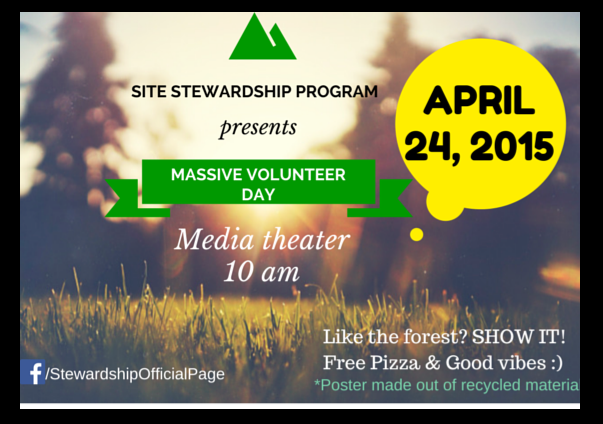 SITE STEWARDSHIP PROGRAM
presents
MASSIVE VOLUNTEER
DAY
Media theater
10 am
APRIL
24, 2015
Like the forest? SHOW IT!
Free Pizza & Good vibes :)
*Poster made out of recycled materia
f/StewardshipOfficialPage